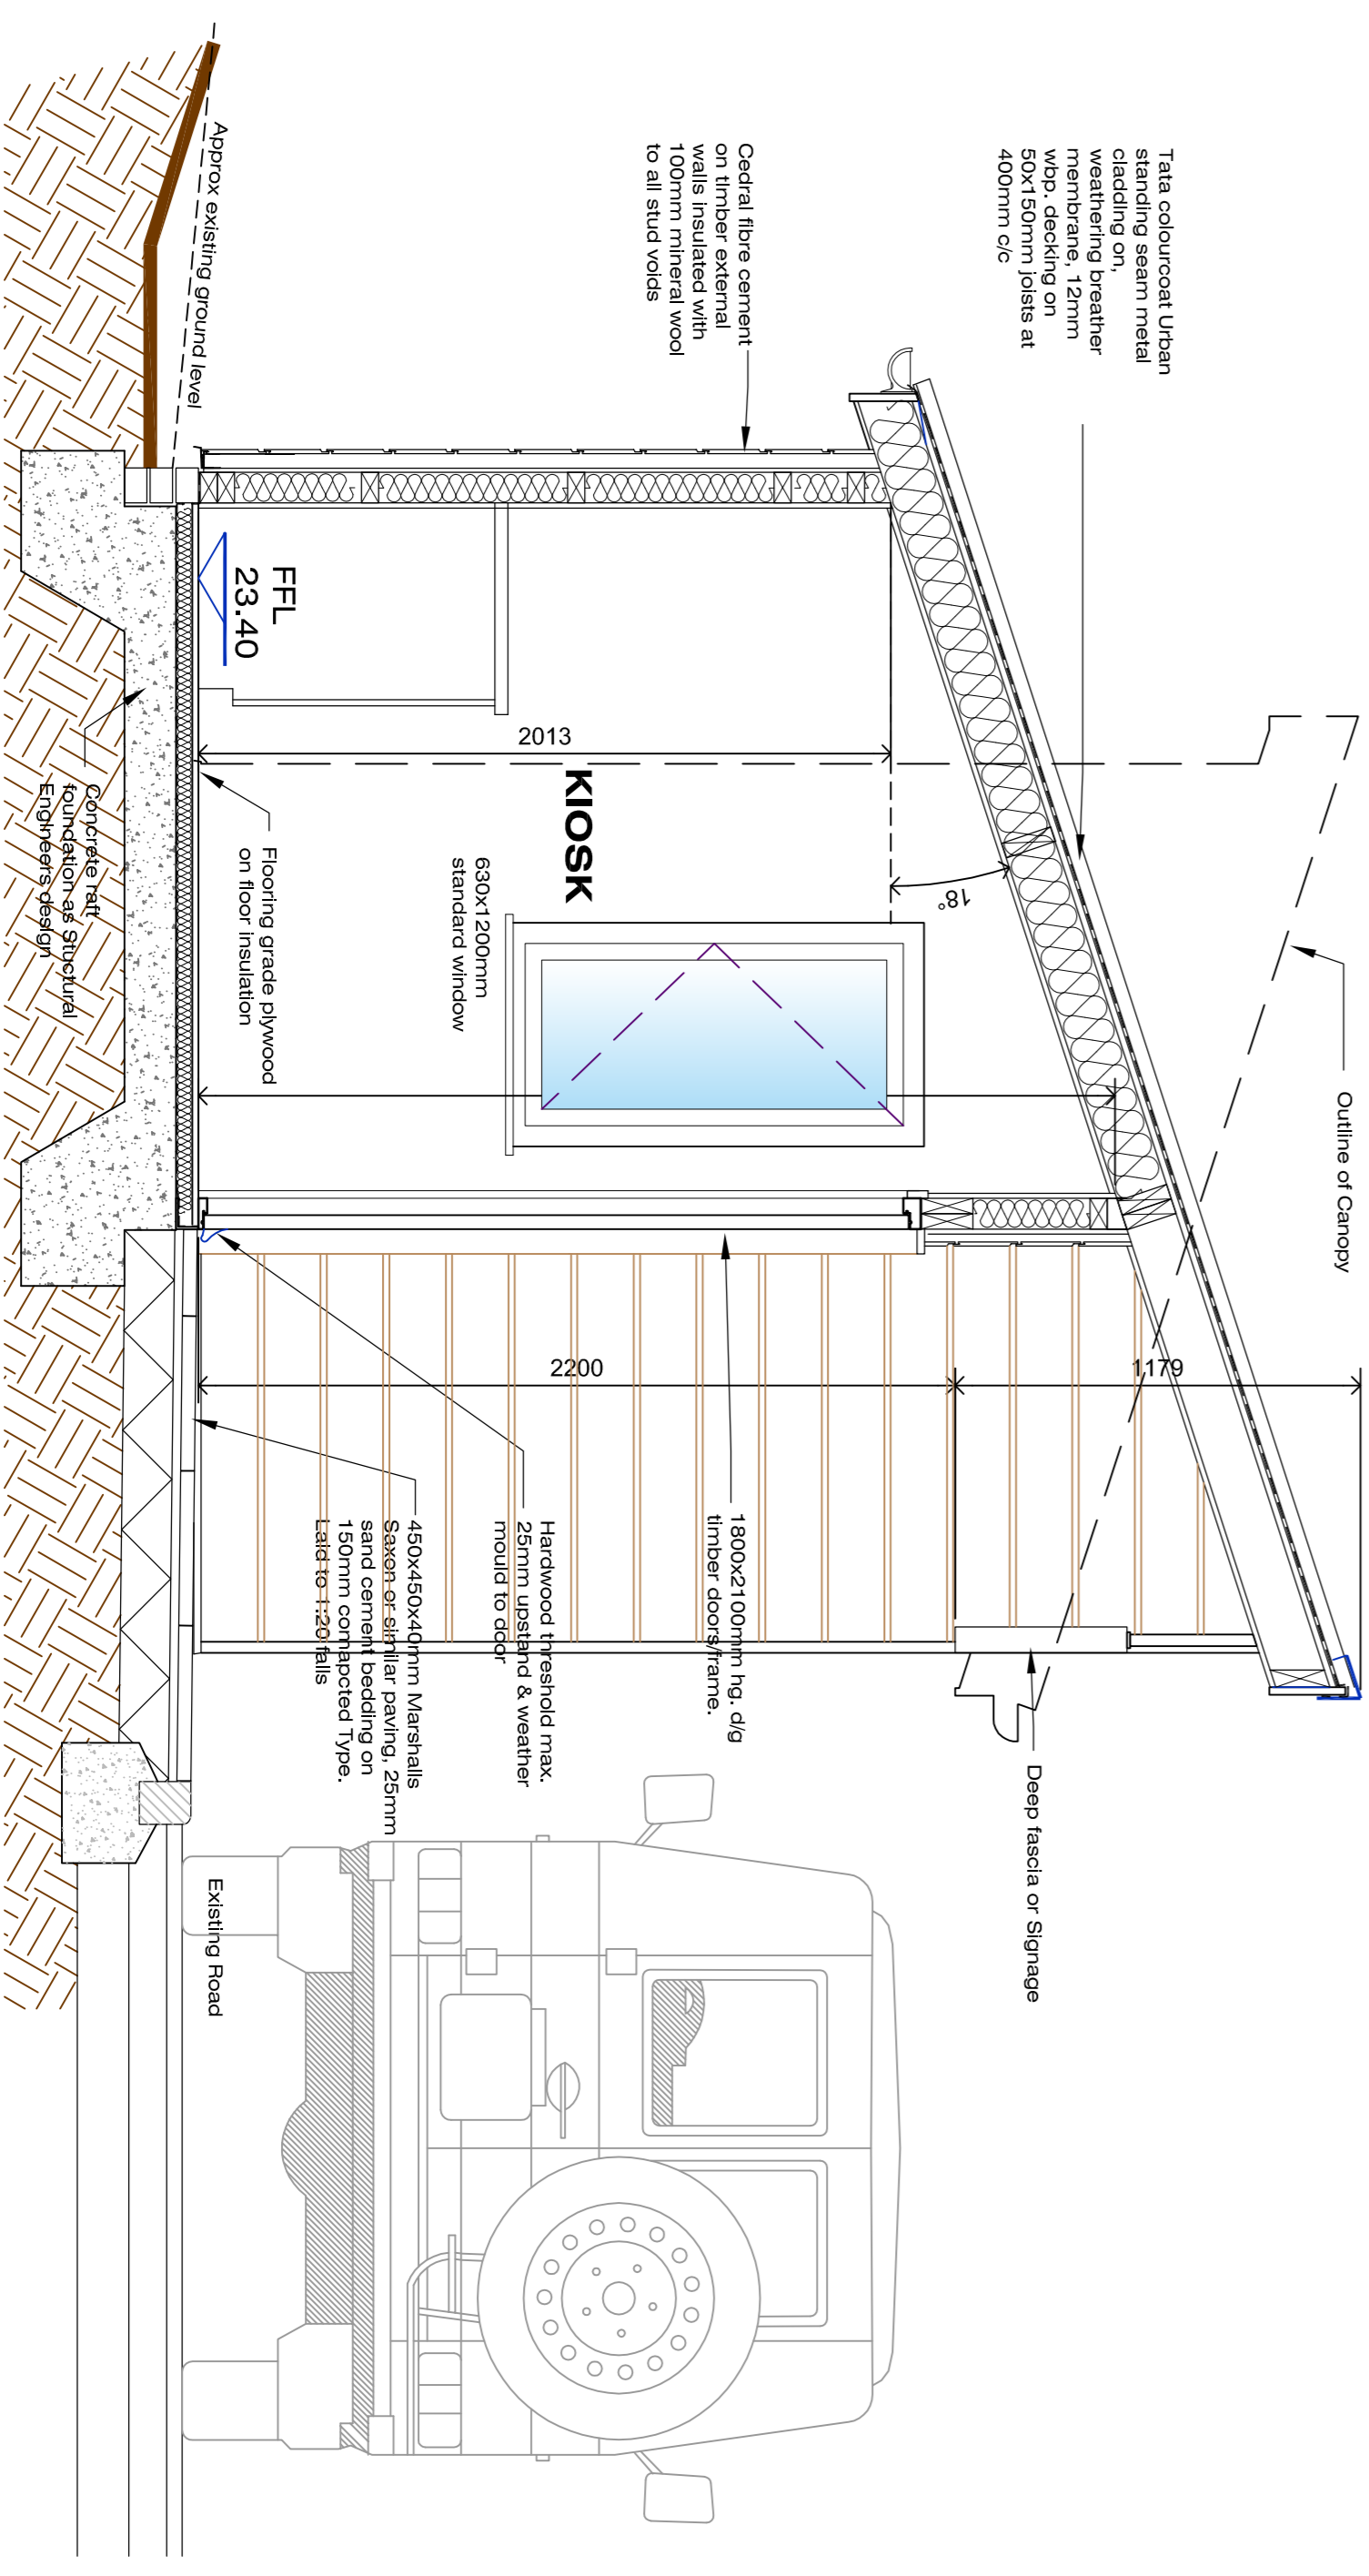 Tata colourcoat Urban
standing seam metal
cladding on,
weathering breather
membrane, 12mm
wbp. decking on
50x150mm joists at
400mm c/c
Outline of Canopy
Cedral fibre cement
on timber external
walls insulated with
100mm mineral wool
to all stud voids
18°
1179
Deep fascia or Signage
2013
KIOSK
630x1200mm
standard window
2200
1800x2100mm hg. d/g
timber doors/frame.
Hardwood threshold max.
25mm upstand & weather
mould to door
450x450x40mm Marshalls
Saxon or similar paving, 25mm
sand cement bedding on
150mm comapcted Type.
Laid to 1:20 falls
FFL
23.40
Flooring grade plywood
on floor insulation
Approx existing ground level
Existing Road
Concrete raft
foundation as Stuctural
Engineers design